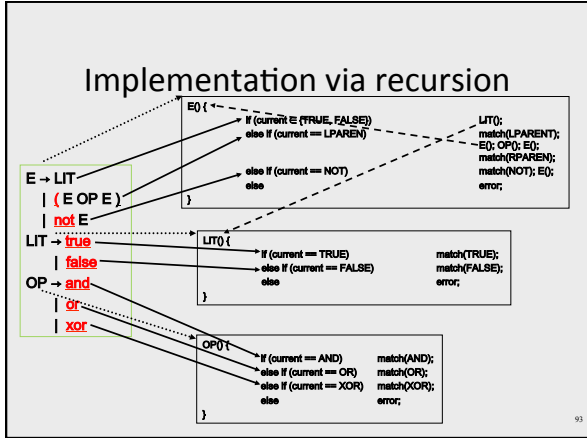 Implementation via recursion
E → LIT
| ( E OP E )
| not E
LIT → true
| false
OP → and
| or
| xor
E() {
if (current ∈ {TRUE, FALSE}) LIT();
else if (current == LPAREN) match(LPARENT);
E(); OP(); E();
match(RPAREN);
else if (current == NOT) match(NOT); E();
else error;
}
LIT() {
if (current == TRUE) match(TRUE);
else if (current == FALSE) match(FALSE);
else error;
}
OP() {
if (current == AND) match(AND);
else if (current == OR) match(OR);
else if (current == XOR) match(XOR);
else error;
}
93